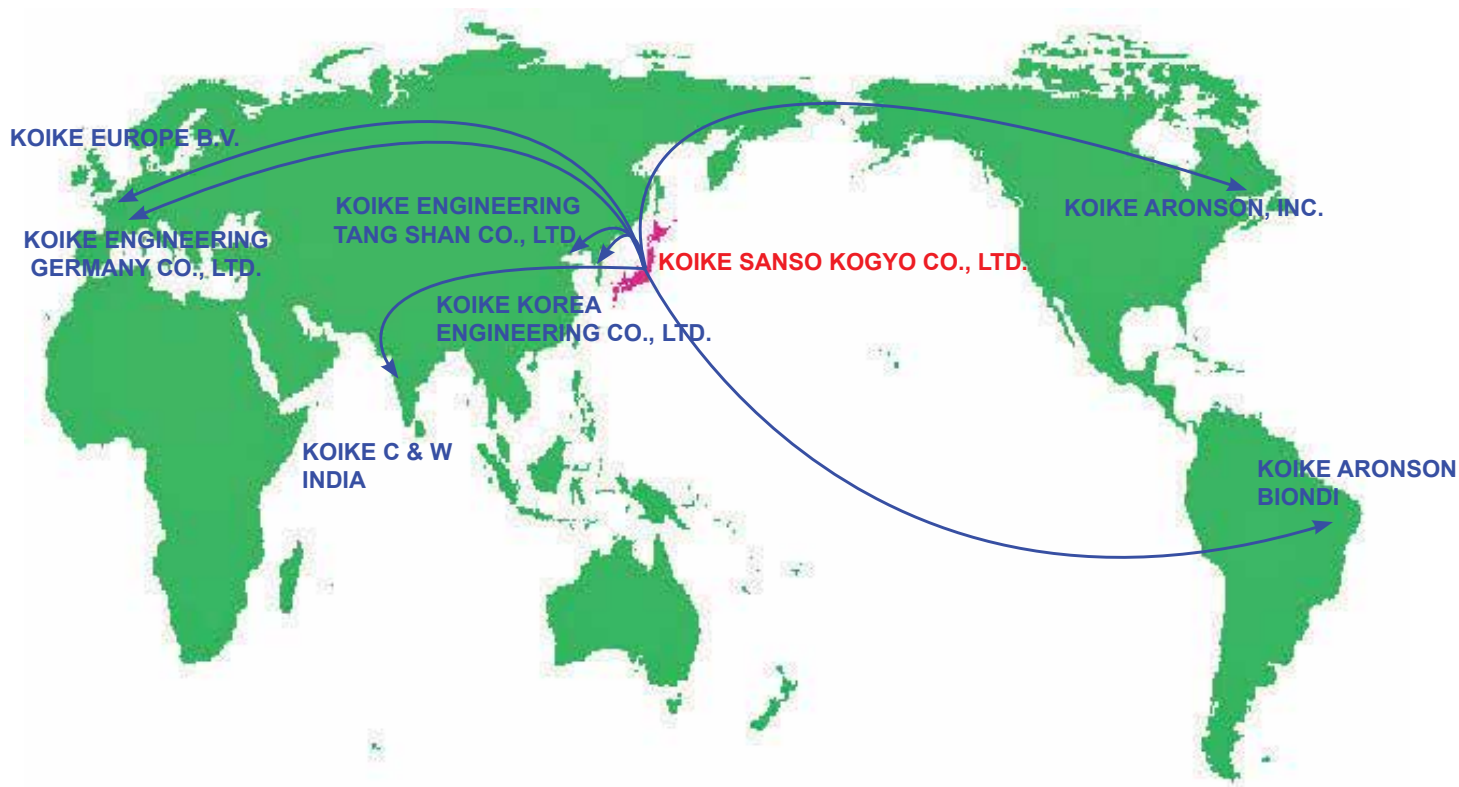 KOIKE EUROPE B.V.
KOIKE ENGINEERING
TANG SHAN CO., LTD.
KOIKE ARONSON, INC.
KOIKE ENGINEERING
GERMANY CO., LTD.
KOIKE SANSO KOGYO CO., LTD.
KOIKE KOREA
ENGINEERING CO., LTD.
KOIKE C & W
INDIA
KOIKE ARONSON
BIONDI